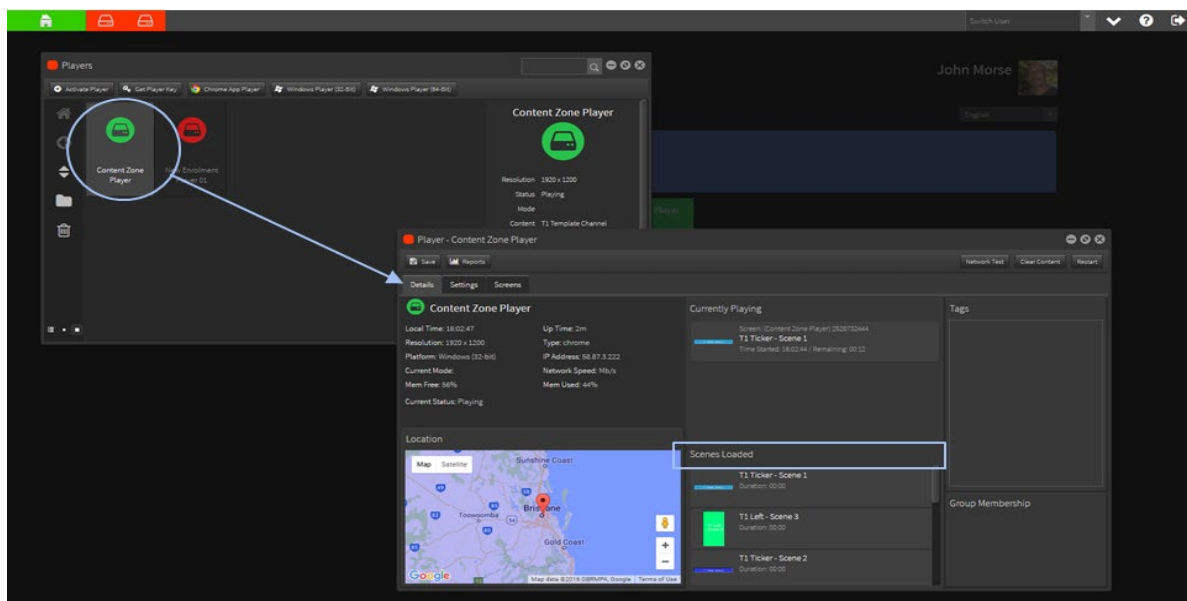 Switch User
Players
Activate Player
Get Player Key
Chrome App Player
Windows Player (32-Bit)
Windows Player (64-Bit)
John Morse
English
Content Zone
Player
New Enrolment
Player 01
Content Zone Player
Resolution 1920 x 1200
Status Playing
Mode
Content T1 Template Channel
Player
Player - Content Zone Player
Save
Reports
Network Test
Clear Content
Restart
Details
Settings
Screens
Content Zone Player
Local Time: 16:02:47
Up Time: 2m
Resolution: 1920 x 1200
Type: chrome
Platform: Windows (32-bit)
IP Address: 58.87.3.222
Current Mode:
Network Speed: Mb/s
Mem Free: 56%
Mem Used: 44%
Current Status: Playing
Currently Playing
Screen: (Content Zone Player) 2528732444
T1 Ticker - Scene 1
Time Started: 16:02:44 / Remaining: 00:12
Tags
Location
Map
Satellite
Sunshine Coast
Toowoomba
Brisbane
Gold Coast
Google
Map data ©2016 GBRMPA, Google
Terms of Use
Scenes Loaded
T1 Ticker - Scene 1
Duration: 00:00
T1 Left - Scene 3
Duration: 00:00
T1 Ticker - Scene 2
Duration: 00:00
Group Membership